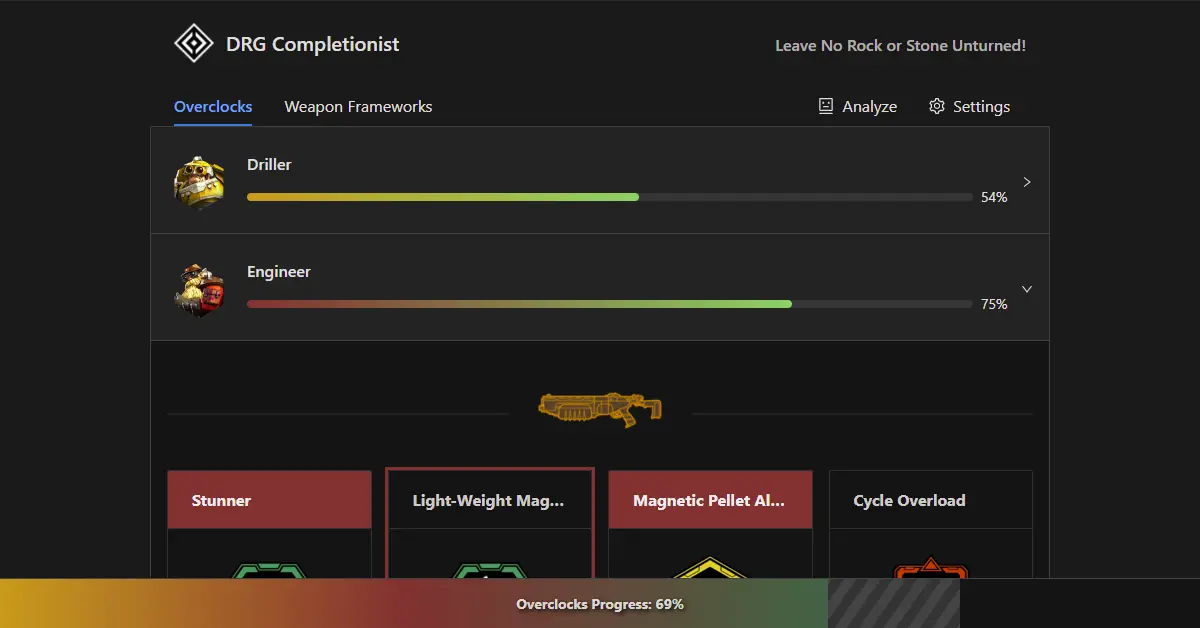 DRG Completionist
Leave No Rock or Stone Unturned!
Overclocks
Weapon Frameworks
Analyze
Settings
Driller
54%
Engineer
75%
Stunner
Light-Weight Mag...
Magnetic Pellet Al...
Cycle Overload
Overclocks Progress: 69%